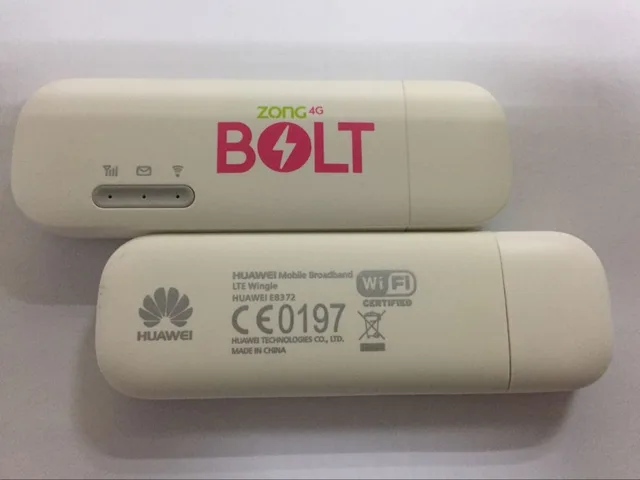 ZONG 4G
BOLT
HUAWEI
HUAWEI Mobile Broadband
LTE Wingle
HUAWEI E8372
CE0197
HUAWEI TECHNOLOGIES CO., LTD.
MADE IN CHINA
Wi Fi
CERTIFIED